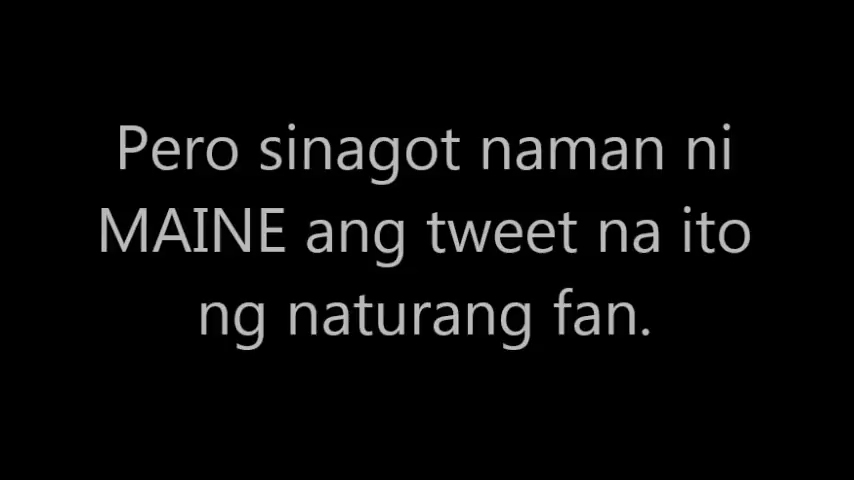 Pero sinagot naman ni
MAINE ang tweet na ito
ng naturang fan.